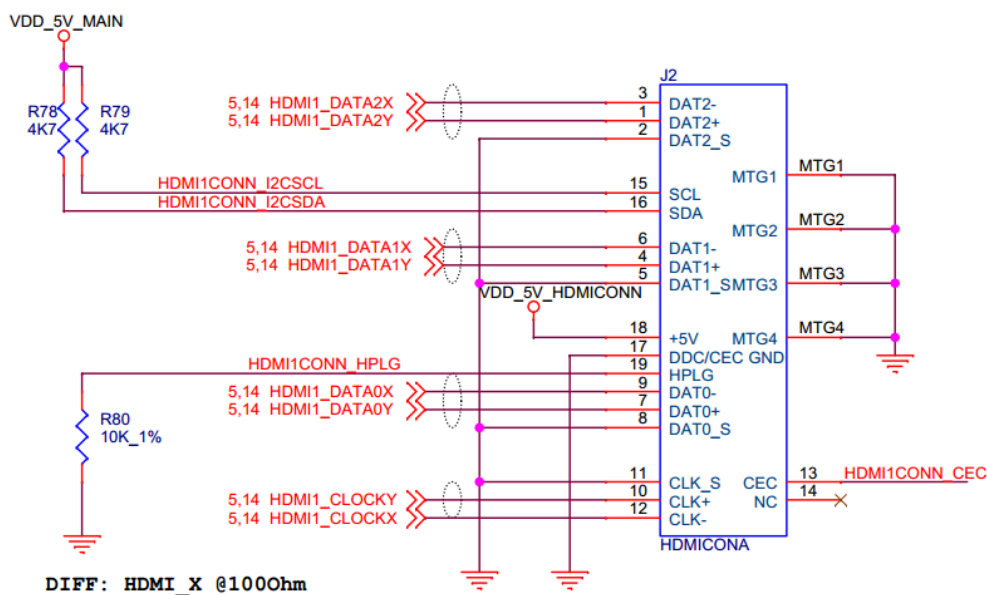 VDD_5V_MAIN
J2
R78
4K7
R79
4K7
5,14 HDMI1_DATA2X
3
DAT2-
5,14 HDMI1_DATA2Y
1
DAT2+
2
DAT2_S
MTG1
MTG1
HDMI1CONN_I2CSCL
15
SCL
HDMI1CONN_I2CSDA
16
SDA
MTG2
MTG2
5,14 HDMI1_DATA1X
6
DAT1-
5,14 HDMI1_DATA1Y
4
DAT1+
5
DAT1_S
MTG3
MTG3
VDD_5V_HDMICONN
18
+5V
MTG4
MTG4
17
DDC/CEC GND
HDMI1CONN_HPLG
19
HPLG
5,14 HDMI1_DATA0X
9
DAT0-
5,14 HDMI1_DATA0Y
7
DAT0+
8
DAT0_S
R80
10K_1%
11
CLK_S
CEC
13
HDMI1CONN_CEC
5,14 HDMI1_CLOCKY
10
CLK+
NC
14
5,14 HDMI1_CLOCKX
12
CLK-
HDMICONA
DIFF: HDMI_X @100Ohm